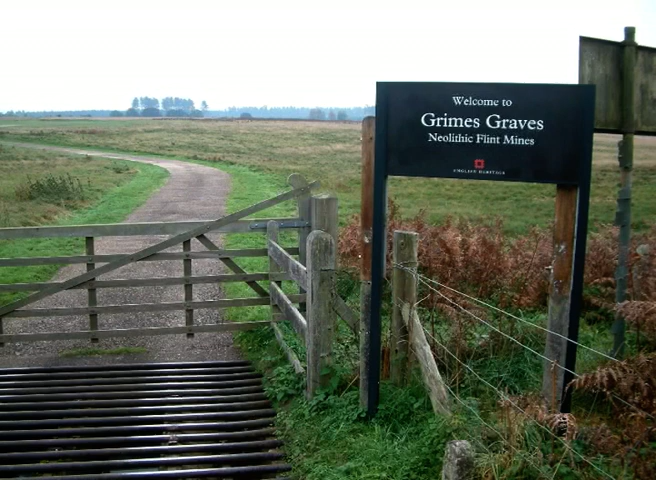 Welcome to
Grimes Graves
Neolithic Flint Mines
ENGLISH HERITAGE